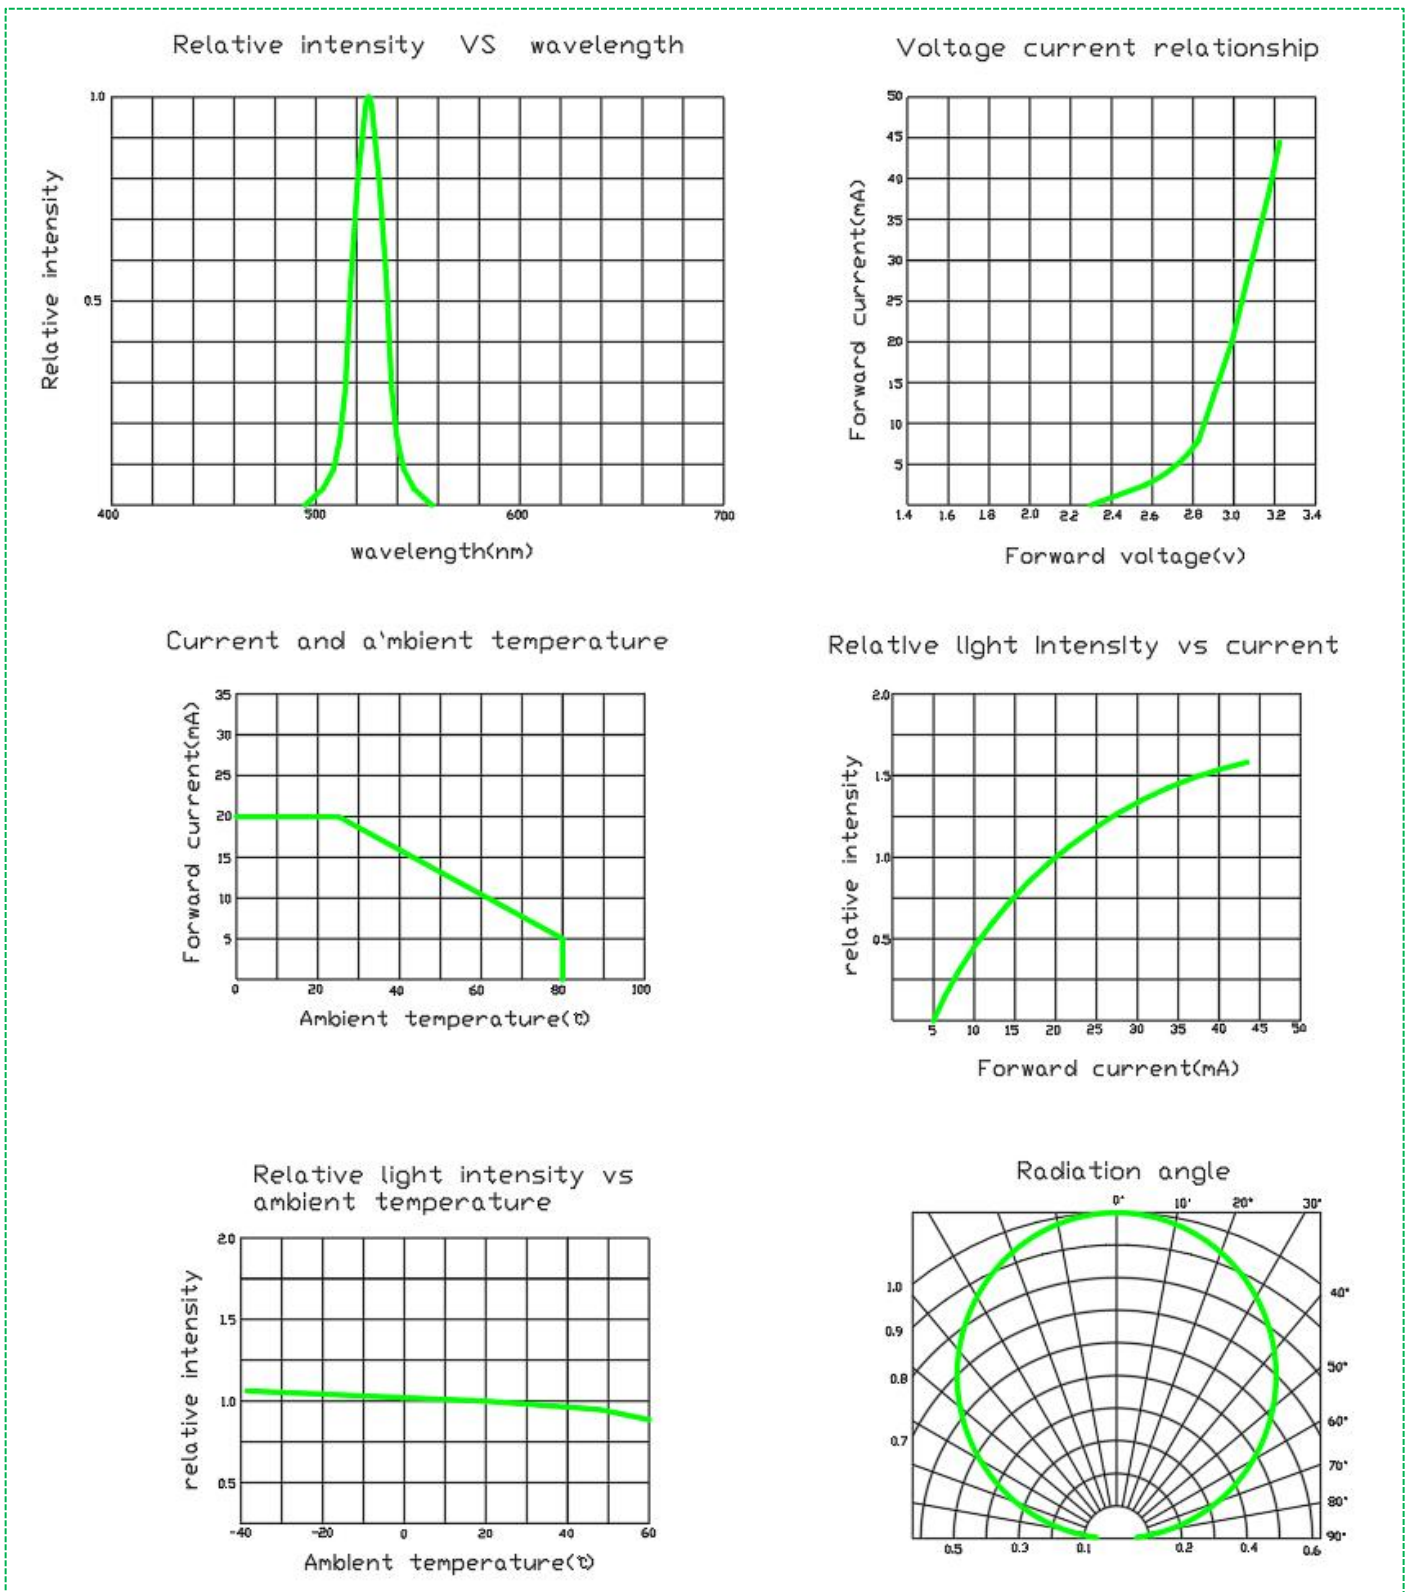 Relative intensity VS wavelength
1.0
0.5
400 500 600 700
Relative intensity
wavelength(nm)
Voltage current relationship
50
45
40
35
30
25
20
15
10
5
1.4 1.6 1.8 2.0 2.2 2.4 2.6 2.8 3.0 3.2 3.4
Forward current(mA)
Forward voltage(v)
Current and a'mbient temperature
35
30
25
20
15
10
5
0 20 40 60 80 100
Forward current(mA)
Ambient temperature(℃)
Relative light intensity vs current
2.0
1.5
1.0
0.5
5 10 15 20 25 30 35 40 45 50
relative intensity
Forward current(mA)
Relative light intensity vs
ambient temperature
2.0
1.5
1.0
0.5
-40 -20 0 20 40 60
relative intensity
Ambient temperature(℃)
Radiation angle
0° 10° 20° 30°
40°
50°
60°
70°
80°
90°
1.0
0.9
0.8
0.7
0.5 0.3 0.1 0.2 0.4 0.6